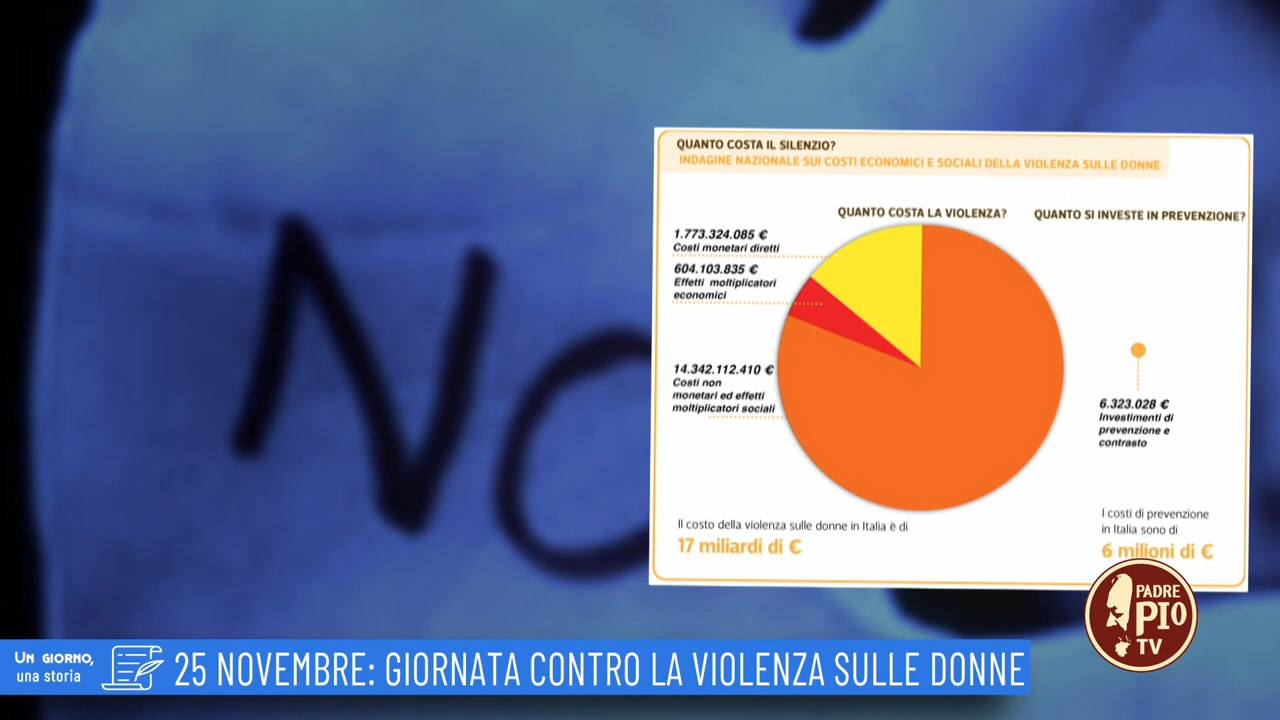 NO
QUANTO COSTA IL SILENZIO?
INDAGINE NAZIONALE SUI COSTI ECONOMICI E SOCIALI DELLA VIOLENZA SULLE DONNE
QUANTO COSTA LA VIOLENZA?
QUANTO SI INVESTE IN PREVENZIONE?
1.773.324.085 €
Costi monetari diretti
604.103.835 €
Effetti moltiplicatori
economici
14.342.112.410 €
Costi non
monetari ed effetti
moltiplicatori sociali
6.323.028 €
Investimenti di
prevenzione e
contrasto
Il costo della violenza sulle donne in Italia è di
17 miliardi di €
I costi di prevenzione
in Italia sono di
6 milioni di €
PADRE
PIO
TV
UN GIORNO,
una storia
25 NOVEMBRE: GIORNATA CONTRO LA VIOLENZA SULLE DONNE